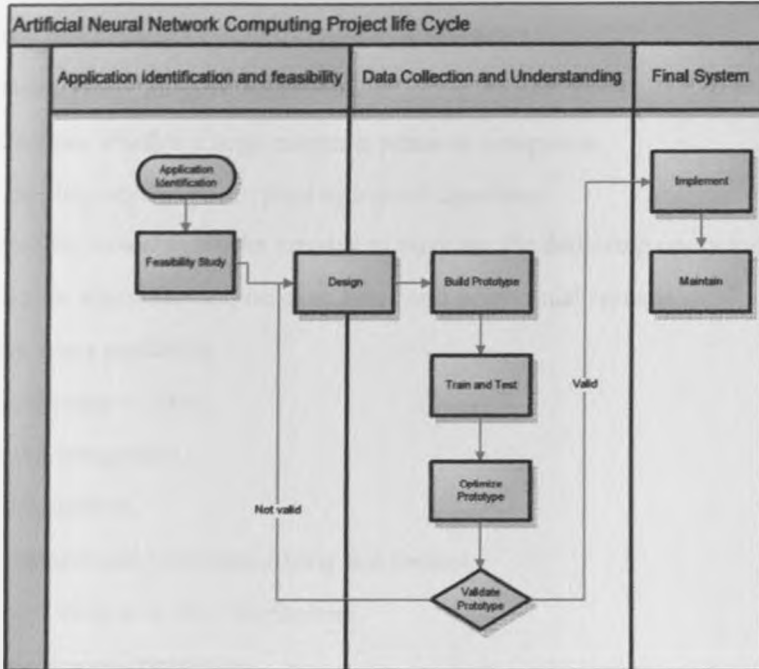 Artificial Neural Network Computing Project life Cycle
Application identification and feasibility
Data Collection and Understanding
Final System
Application
Identification
Feasibility Study
Design
Build Prototype
Train and Test
Optimize
Prototype
Validate
Prototype
Not valid
Valid
Implement
Maintain